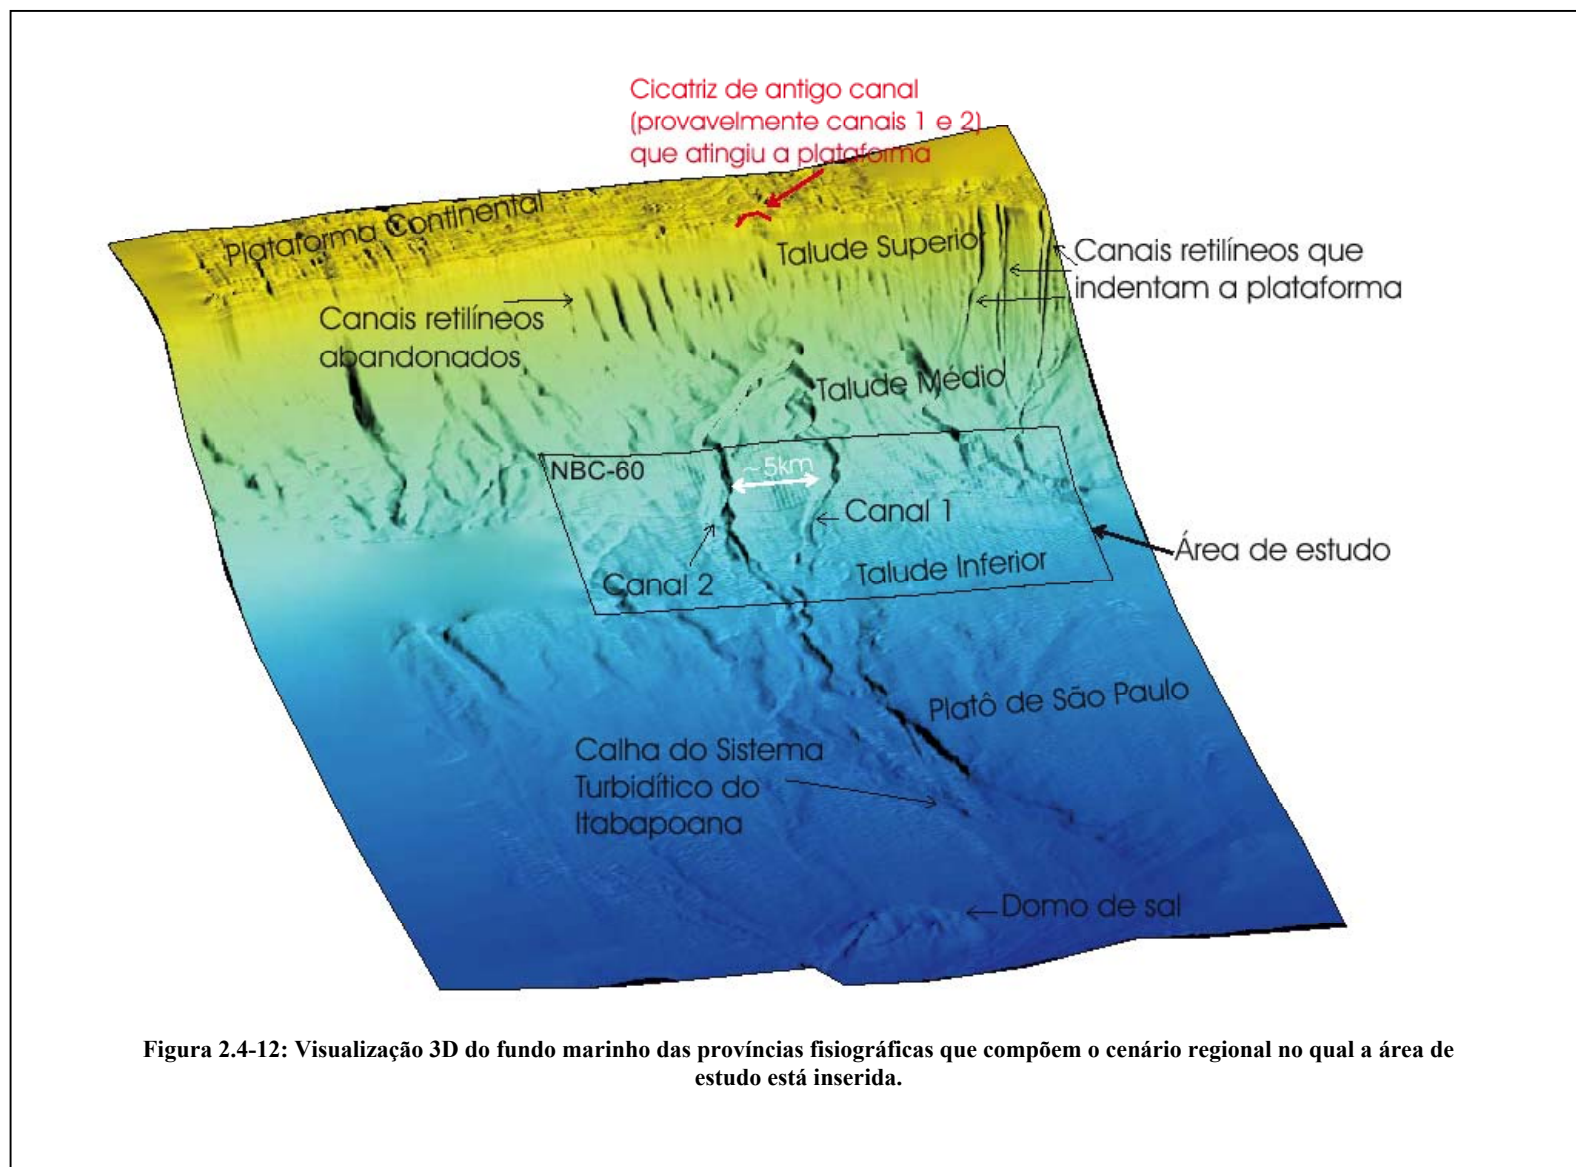 Cicatriz de antigo canal
(provavelmente canais 1 e 2)
que atingiu a plataforma
Plataforma Continental
Talude Superior
Canais retilíneos que
indentam a plataforma
Canais retilíneos
abandonados
Talude Médio
NBC-60
~5km
Canal 1
Área de estudo
Canal 2
Talude Inferior
Platô de São Paulo
Calha do Sistema
Turbidítico do
Itabapoana
Domo de sal
Figura 2.4-12: Visualização 3D do fundo marinho das províncias fisiográficas que compõem o cenário regional no qual a área de
estudo está inserida.